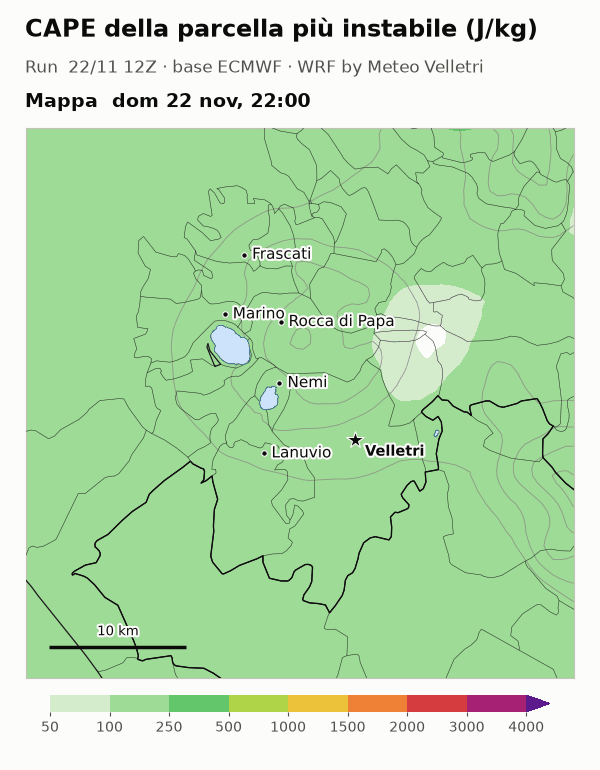 CAPE della parcella più instabile (J/kg)
Run  22/11 12Z · base ECMWF · WRF by Meteo Velletri
Mappa  dom 22 nov, 22:00
Frascati
Marino
Rocca di Papa
Nemi
Velletri
Lanuvio
10 km
50 100 250 500 1000 1500 2000 3000 4000